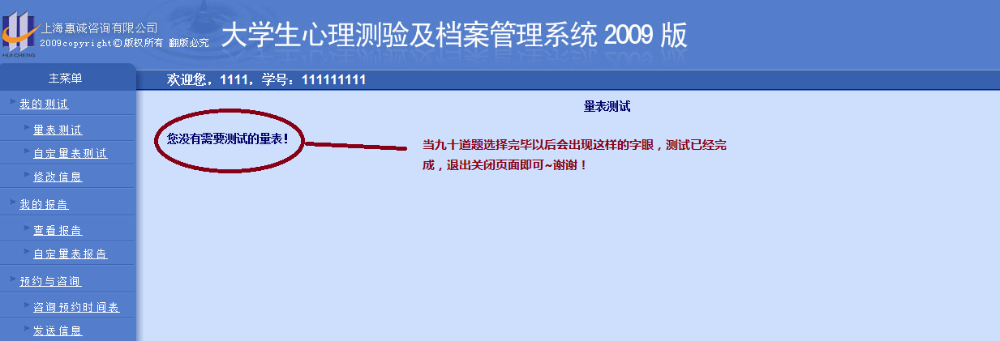 上海惠诚咨询有限公司
2009copyright©版权所有 翻版必究
HUI CHENG
大学生心理测验及档案管理系统 2009 版
主菜单
欢迎您，1111，学号：111111111
我的测试
量表测试
自定量表测试
修改信息
我的报告
查看报告
自定量表报告
预约与咨询
咨询预约时间表
发送信息
量表测试
您没有需要测试的量表！
当九十道题选择完毕以后会出现这样的字眼，测试已经完
成，退出关闭页面即可~谢谢！